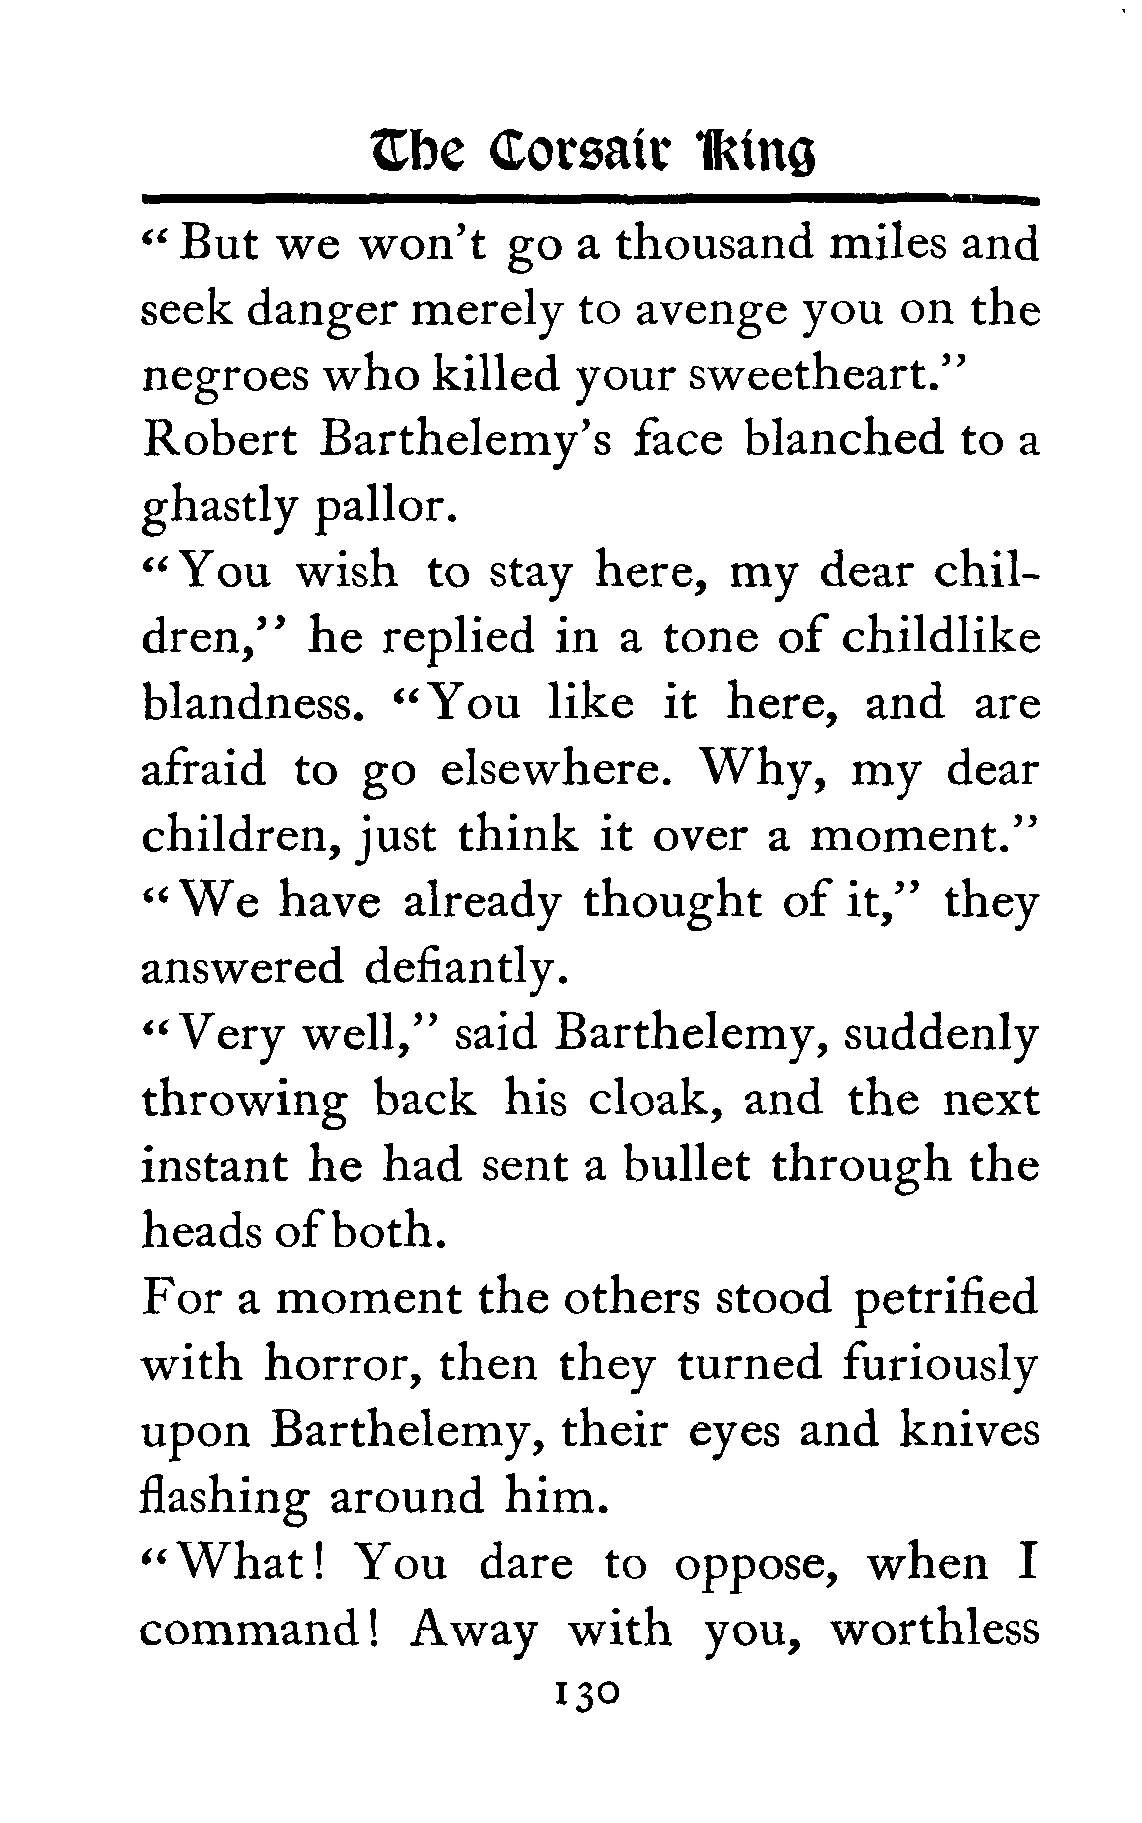 The Corsair King
“But we won’t go a thousand miles and
seek danger merely to avenge you on the
negroes who killed your sweetheart.”
Robert Barthelemy’s face blanched to a
ghastly pallor.
“You wish to stay here, my dear chil-
dren,” he replied in a tone of childlike
blandness. “You like it here, and are
afraid to go elsewhere. Why, my dear
children, just think it over a moment.”
“We have already thought of it,” they
answered defiantly.
“Very well,” said Barthelemy, suddenly
throwing back his cloak, and the next
instant he had sent a bullet through the
heads of both.
For a moment the others stood petrified
with horror, then they turned furiously
upon Barthelemy, their eyes and knives
flashing around him.
“What! You dare to oppose, when I
command! Away with you, worthless
130